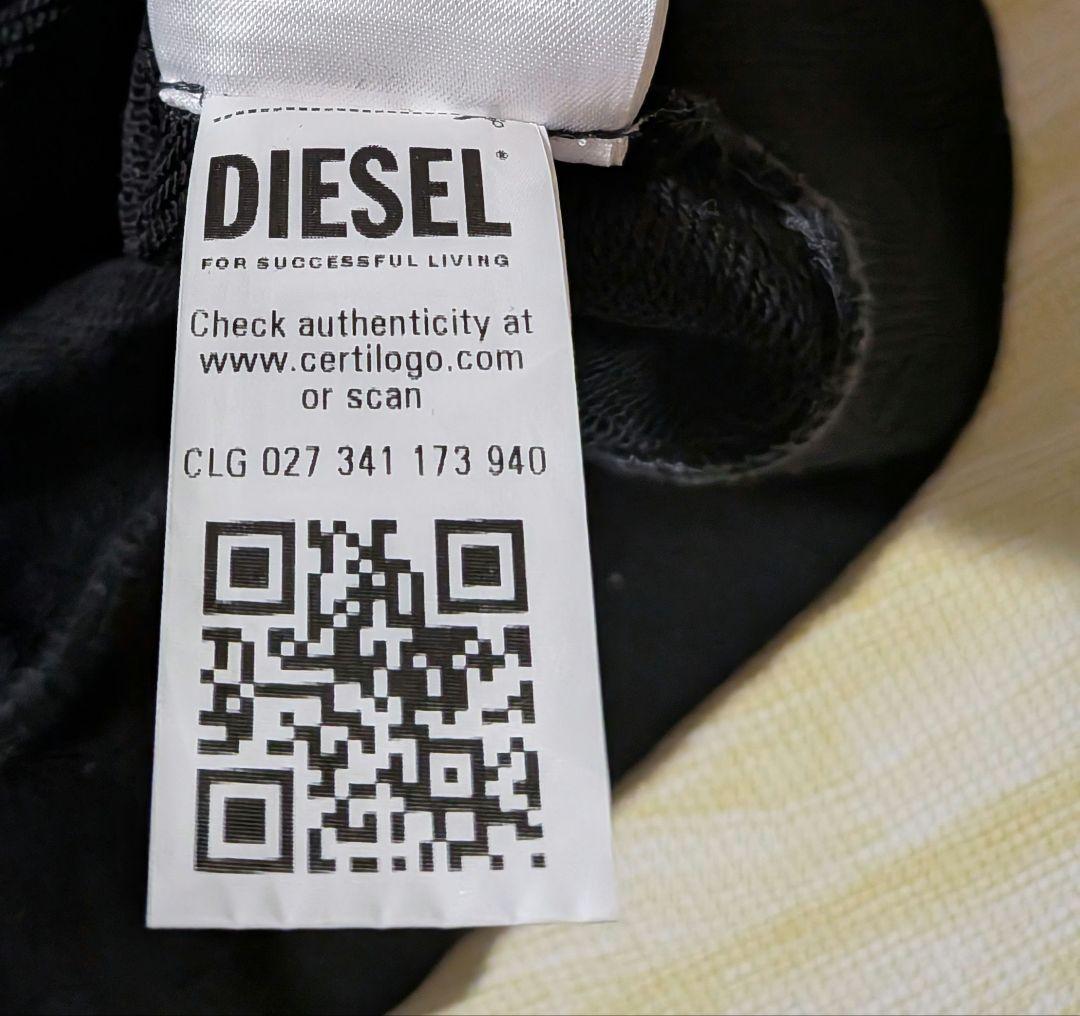 DIESEL®
FOR SUCCESSFUL LIVING
Check authenticity at
www.certilogo.com
or scan
CLG 027 341 173 940